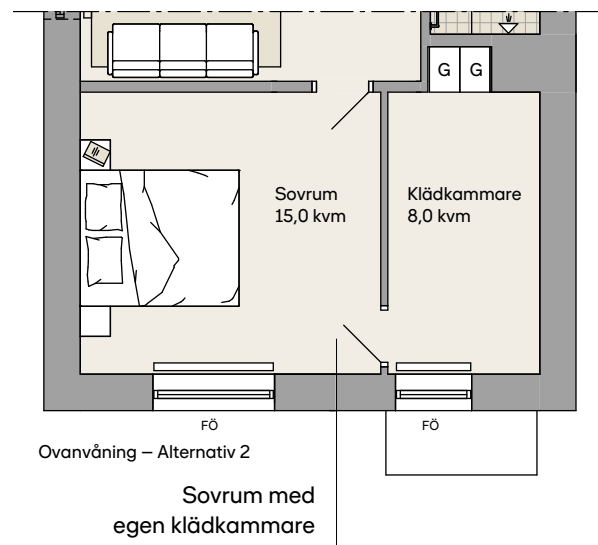 G G
Sovrum
15,0 kvm
Klädkammare
8,0 kvm
FÖ
FÖ
Ovanvåning – Alternativ 2
Sovrum med
egen klädkammare